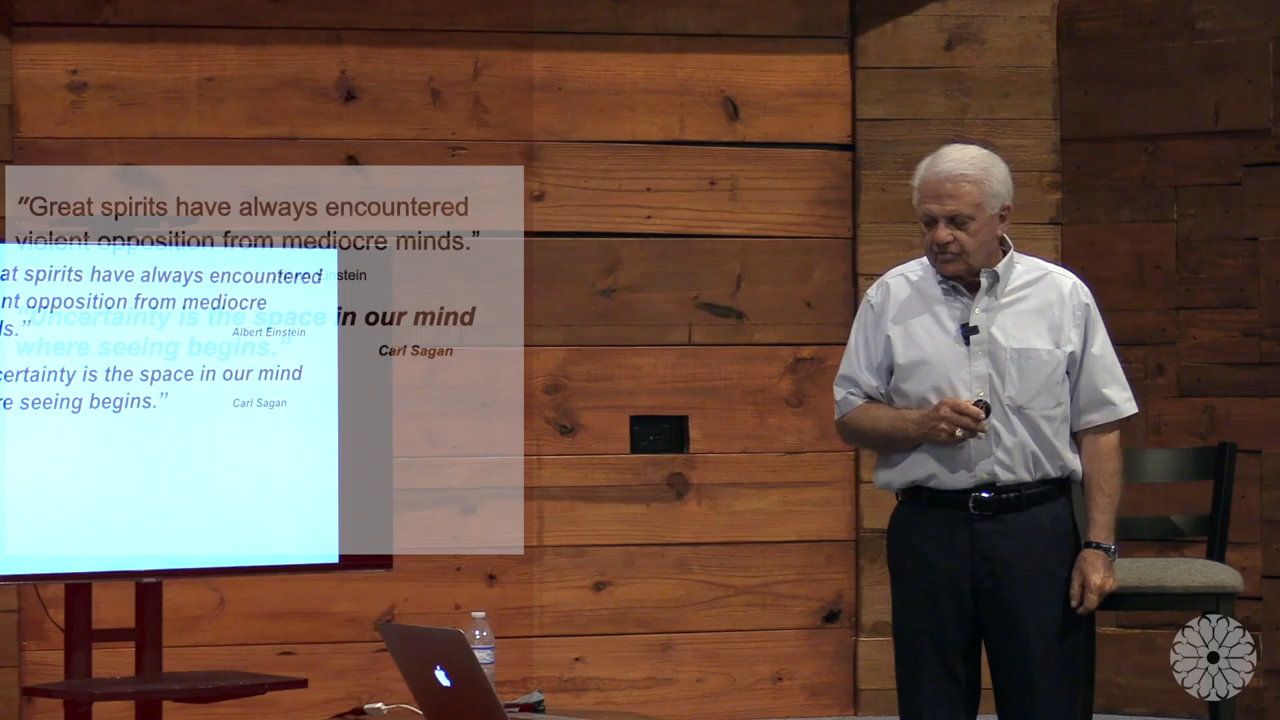 "Great spirits have always encountered
violent opposition from mediocre minds."
Einstein
"Uncertainty is the space in our mind
where seeing begins."
Carl Sagan
at spirits have always encountered
nt opposition from mediocre
ds."
Albert Einstein
certainty is the space in our mind
re seeing begins."
Carl Sagan